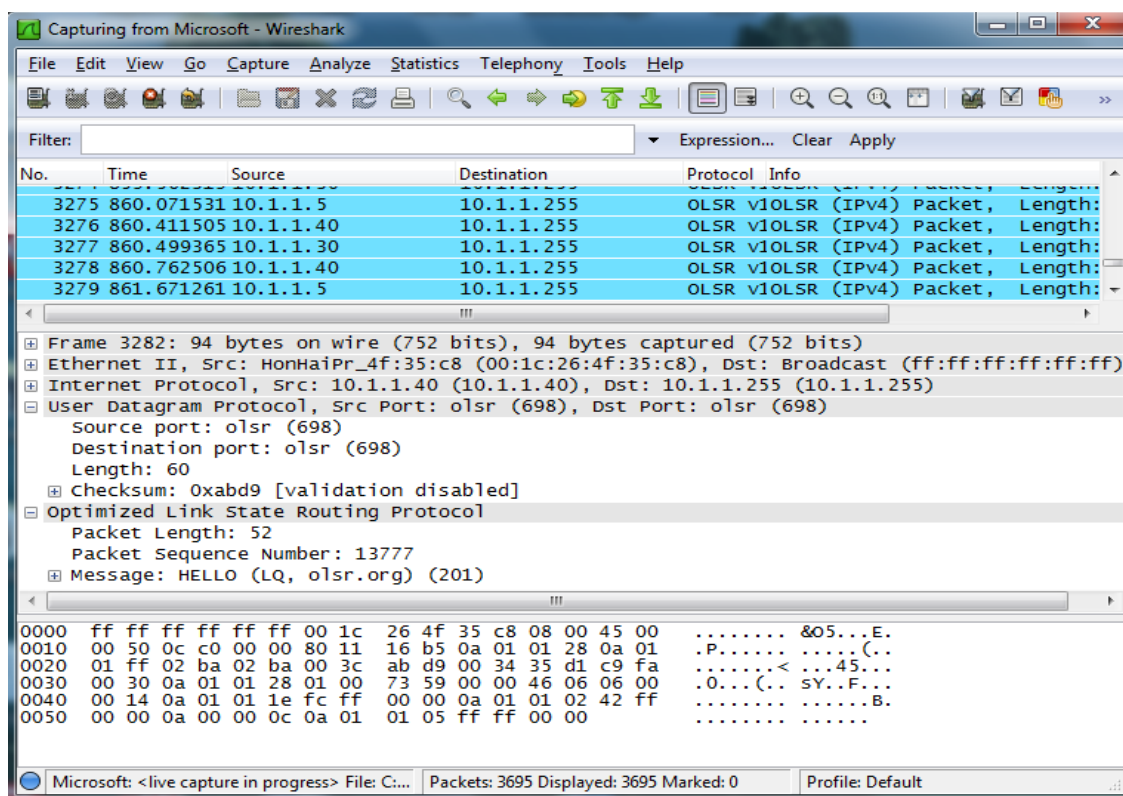 Capturing from Microsoft - Wireshark
File Edit View Go Capture Analyze Statistics Telephony Tools Help
Filter: Expression... Clear Apply
No. Time Source Destination Protocol Info
3275 860.071531 10.1.1.5 10.1.1.255 OLSR v1OLSR (IPv4) Packet, Length:
3276 860.411505 10.1.1.40 10.1.1.255 OLSR v1OLSR (IPv4) Packet, Length:
3277 860.499365 10.1.1.30 10.1.1.255 OLSR v1OLSR (IPv4) Packet, Length:
3278 860.762506 10.1.1.40 10.1.1.255 OLSR v1OLSR (IPv4) Packet, Length:
3279 861.671261 10.1.1.5 10.1.1.255 OLSR v1OLSR (IPv4) Packet, Length:
Frame 3282: 94 bytes on wire (752 bits), 94 bytes captured (752 bits)
Ethernet II, Src: HonHaiPr_4f:35:c8 (00:1c:26:4f:35:c8), Dst: Broadcast (ff:ff:ff:ff:ff:ff)
Internet Protocol, Src: 10.1.1.40 (10.1.1.40), Dst: 10.1.1.255 (10.1.1.255)
User Datagram Protocol, Src Port: olsr (698), Dst Port: olsr (698)
Source port: olsr (698)
Destination port: olsr (698)
Length: 60
Checksum: 0xabd9 [validation disabled]
Optimized Link State Routing Protocol
Packet Length: 52
Packet Sequence Number: 13777
Message: HELLO (LQ, olsr.org) (201)
0000 ff ff ff ff ff ff 00 1c 26 4f 35 c8 08 00 45 00 ........ &O5...E.
0010 00 50 0c c0 00 00 80 11 16 b5 0a 01 01 28 0a 01 .P...... .....(..
0020 01 ff 02 ba 02 ba 00 3c ab d9 00 34 35 d1 c9 fa .......< ...45...
0030 00 30 0a 01 01 28 01 00 73 59 00 00 46 06 06 00 .0...(.. sY..F...
0040 00 14 0a 01 01 1e fc ff 00 00 0a 01 01 02 42 ff ........ ......B.
0050 00 00 0a 00 00 0c 0a 01 01 05 ff ff 00 00 ........ ......
Microsoft: <live capture in progress> File: C:... Packets: 3695 Displayed: 3695 Marked: 0 Profile: Default